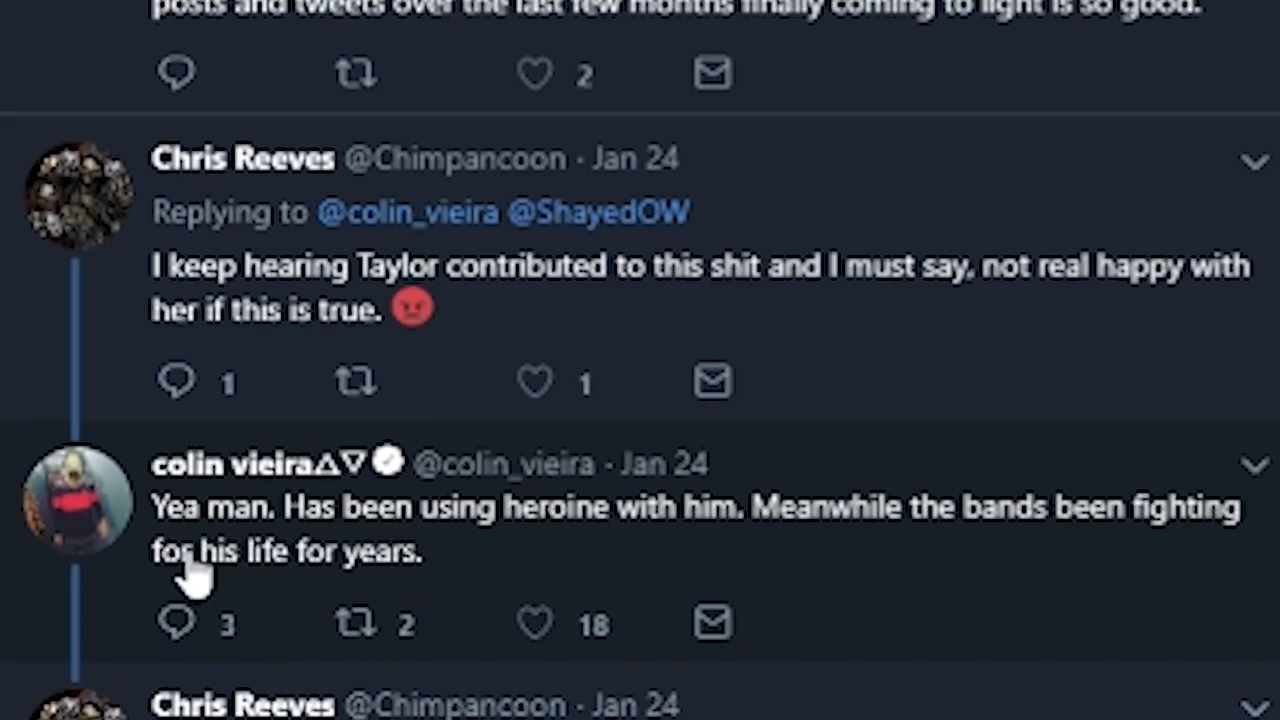 posts and tweets over the last few months finally coming to light is so good.
2
Chris Reeves @Chimpancoon · Jan 24
Replying to @colin_vieira @ShayedOW
I keep hearing Taylor contributed to this shit and I must say, not real happy with
her if this is true. 😡
1 1
colin vieira△▽ @colin_vieira · Jan 24
Yea man. Has been using heroine with him. Meanwhile the bands been fighting
for his life for years.
3 2 18
Chris Reeves @Chimpancoon · Jan 24